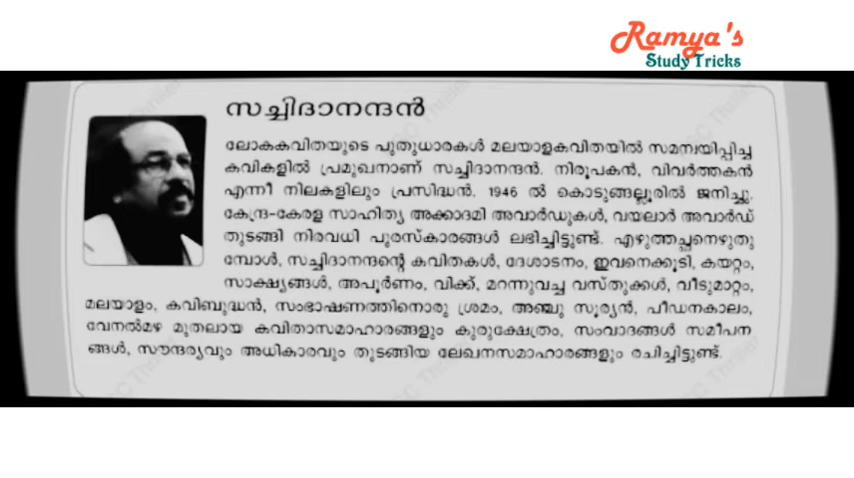 Ramya's
Study Tricks
സച്ചിദാനന്ദൻ
ലോകകവിതയുടെ പുതുധാരകൾ മലയാളകവിതയിൽ സമന്വയിപ്പിച്ച
കവികളിൽ പ്രമുഖനാണ് സച്ചിദാനന്ദൻ. നിരൂപകൻ, വിവർത്തകൻ
എന്നീ നിലകളിലും പ്രസിദ്ധൻ. 1946 ൽ കൊടുങ്ങല്ലൂരിൽ ജനിച്ചു.
കേന്ദ്ര-കേരള സാഹിത്യ അക്കാദമി അവാർഡുകൾ, വയലാർ അവാർഡ്
തുടങ്ങി നിരവധി പുരസ്കാരങ്ങൾ ലഭിച്ചിട്ടുണ്ട്. എഴുത്തച്ഛനെഴുതു
മ്പോൾ, സച്ചിദാനന്ദന്റെ കവിതകൾ, ദേശാടനം, ഇവനെക്കൂടി, കയറ്റം,
സാക്ഷ്യങ്ങൾ, അപൂർണം, വിക്ക്, മറന്നുവച്ച വസ്തുക്കൾ, വീടുമാറ്റം,
മലയാളം, കവിബുദ്ധൻ, സംഭാഷണത്തിനൊരു ശ്രമം, അഞ്ചു സൂര്യൻ, പീഡനകാലം,
വേനൽമഴ മുതലായ കവിതാസമാഹാരങ്ങളും കുരുക്ഷേത്രം, സംവാദങ്ങൾ സമീപന
ങ്ങൾ, സൗന്ദര്യവും അധികാരവും തുടങ്ങിയ ലേഖനസമാഹാരങ്ങളും രചിച്ചിട്ടുണ്ട്.